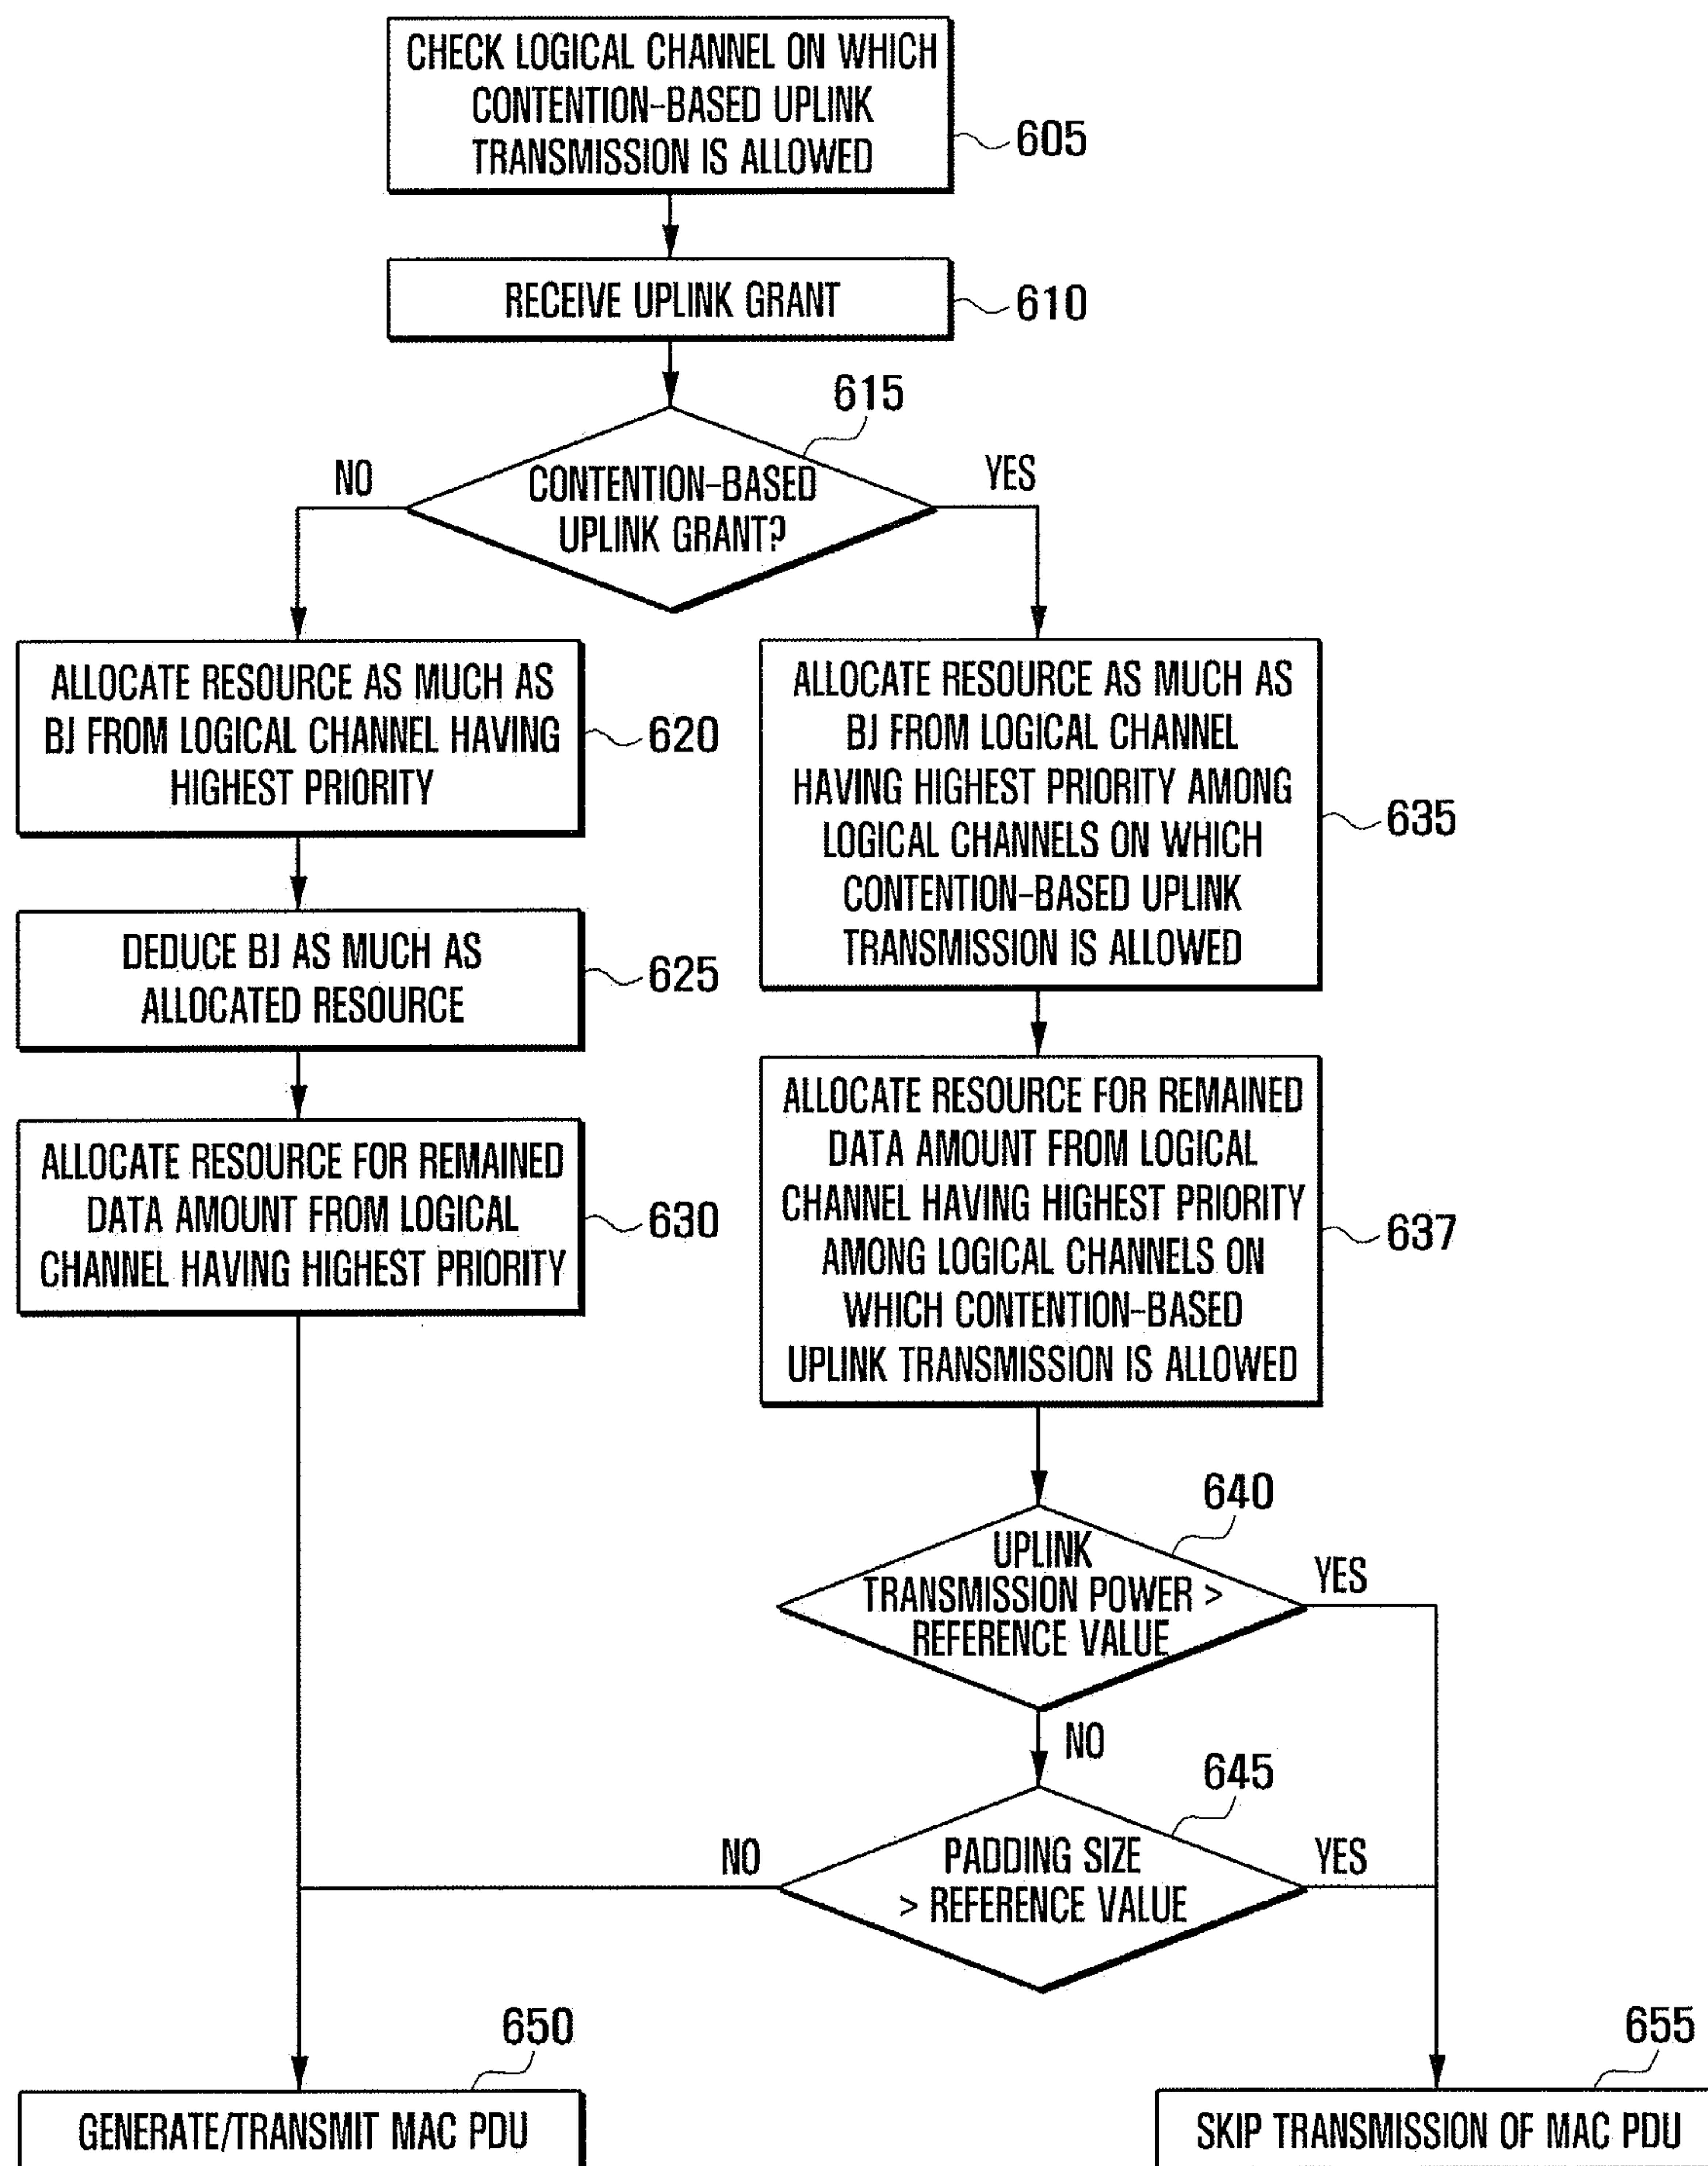 CHECK LOGICAL CHANNEL ON WHICH
CONTENTION-BASED UPLINK
TRANSMISSION IS ALLOWED
605
RECEIVE UPLINK GRANT
610
615
CONTENTION-BASED
UPLINK GRANT?
NO
YES
ALLOCATE RESOURCE AS MUCH AS
BJ FROM LOGICAL CHANNEL HAVING
HIGHEST PRIORITY
620
DEDUCE BJ AS MUCH AS
ALLOCATED RESOURCE
625
ALLOCATE RESOURCE FOR REMAINED
DATA AMOUNT FROM LOGICAL
CHANNEL HAVING HIGHEST PRIORITY
630
ALLOCATE RESOURCE AS MUCH AS
BJ FROM LOGICAL CHANNEL
HAVING HIGHEST PRIORITY AMONG
LOGICAL CHANNELS ON WHICH
CONTENTION-BASED UPLINK
TRANSMISSION IS ALLOWED
635
ALLOCATE RESOURCE FOR REMAINED
DATA AMOUNT FROM LOGICAL
CHANNEL HAVING HIGHEST PRIORITY
AMONG LOGICAL CHANNELS ON
WHICH CONTENTION-BASED
UPLINK TRANSMISSION IS ALLOWED
637
640
UPLINK
TRANSMISSION POWER >
REFERENCE VALUE
YES
NO
645
PADDING SIZE
> REFERENCE VALUE
NO
YES
650
GENERATE/TRANSMIT MAC PDU
655
SKIP TRANSMISSION OF MAC PDU